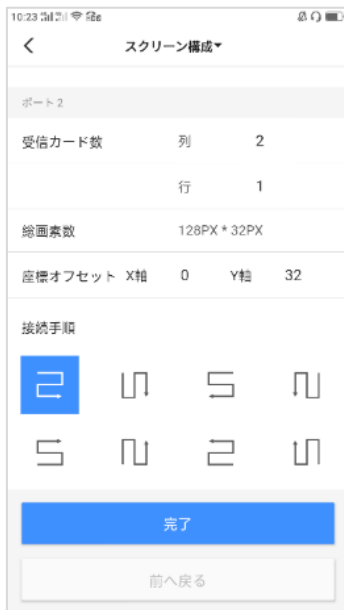 10:23
スクリーン構成▾
ポート 2
受信カード数 列 2
行 1
総画素数 128PX * 32PX
座標オフセット X軸 0 Y軸 32
接続手順
完了
前へ戻る